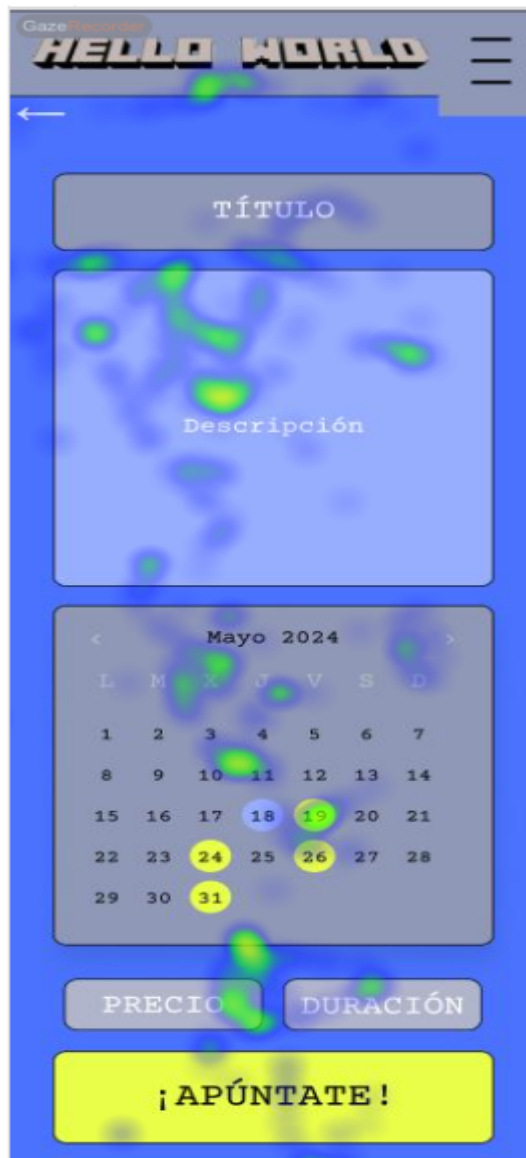 GazeRecorder
HELLO WORLD
←
TÍTULO
Descripción
< Mayo 2024 >
L M X J V S D
1 2 3 4 5 6 7
8 9 10 11 12 13 14
15 16 17 18 19 20 21
22 23 24 25 26 27 28
29 30 31
PRECIO DURACIÓN
¡APÚNTATE!